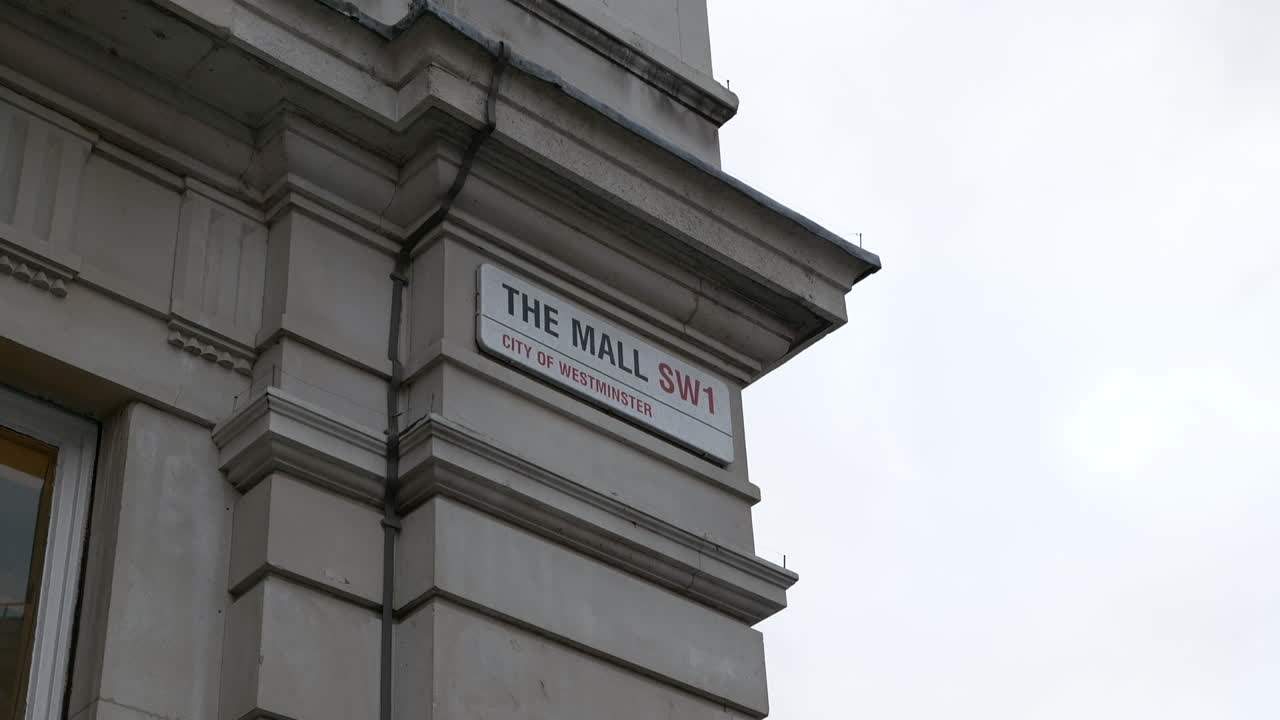 THE MALL SW1
CITY OF WESTMINSTER